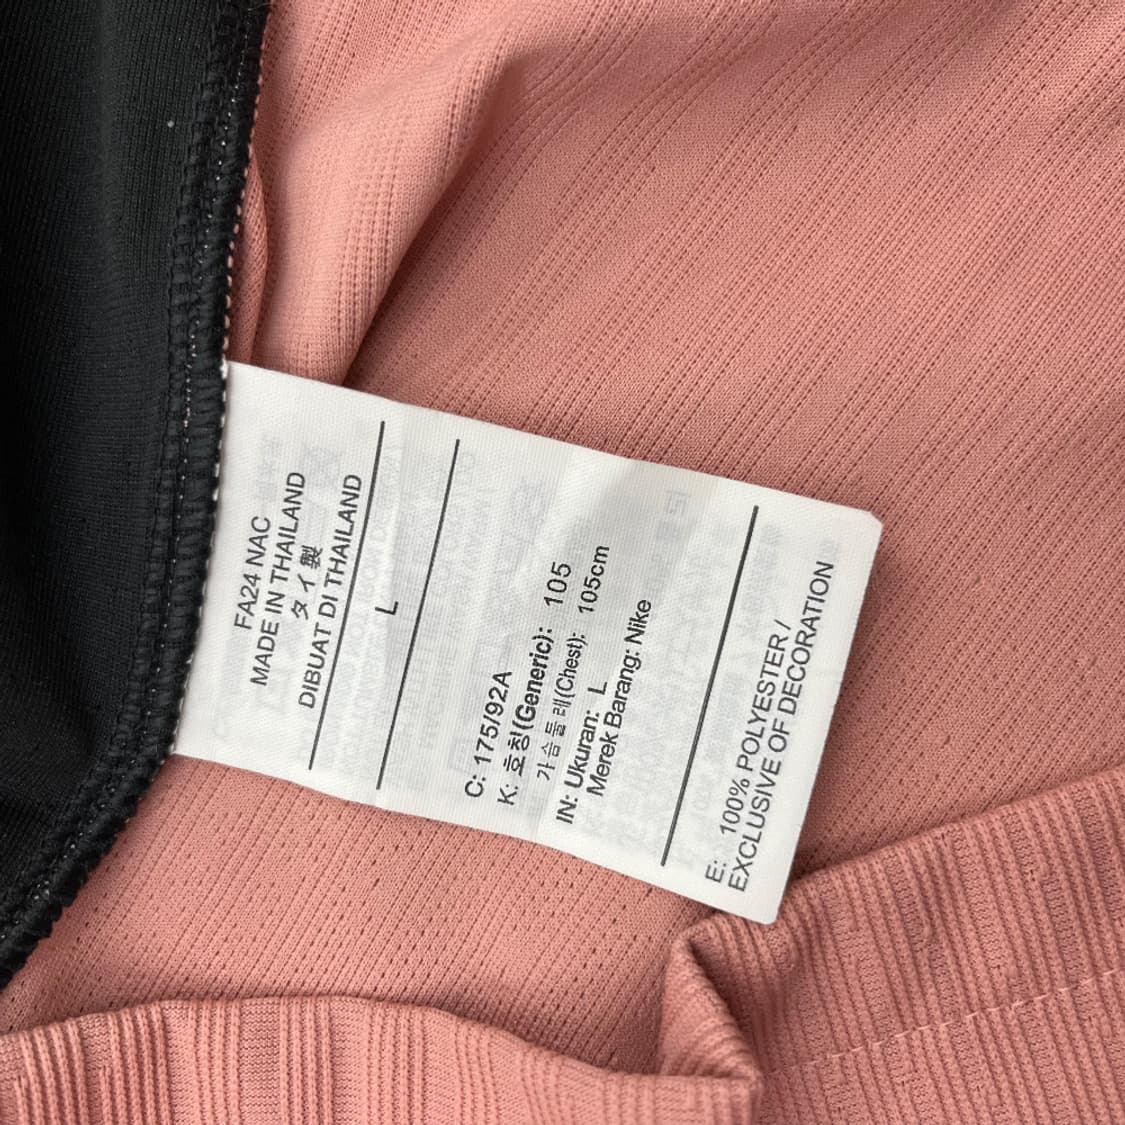 FA24 NAC
MADE IN THAILAND
タイ製
DIBUAT DI THAILAND
L
C: 175/92A
K: 호칭(Generic): 105
가슴둘레(Chest): 105cm
IN: Ukuran: L
Merek Barang: Nike
E: 100% POLYESTER /
EXCLUSIVE OF DECORATION